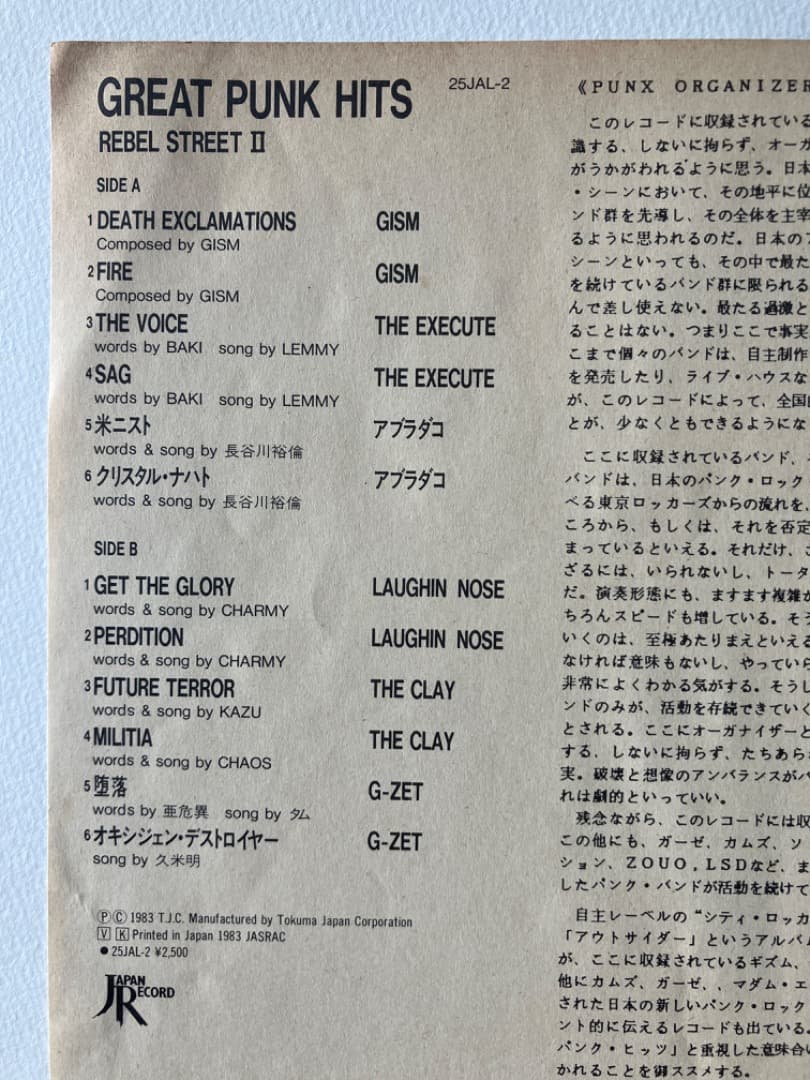 GREAT PUNK HITS 25JAL-2
REBEL STREET II
SIDE A
1 DEATH EXCLAMATIONS GISM
Composed by GISM
2 FIRE GISM
Composed by GISM
3 THE VOICE THE EXECUTE
words by BAKI song by LEMMY
4 SAG THE EXECUTE
words by BAKI song by LEMMY
5 米ニスト アブラダコ
words & song by 長谷川裕倫
6 クリスタル・ナハト アブラダコ
words & song by 長谷川裕倫
SIDE B
1 GET THE GLORY LAUGHIN NOSE
words & song by CHARMY
2 PERDITION LAUGHIN NOSE
words & song by CHARMY
3 FUTURE TERROR THE CLAY
words & song by KAZU
4 MILITIA THE CLAY
words & song by CHAOS
5 堕落 G-ZET
words by 亜危異 song by タム
6 オキシジェン・デストロイヤー G-ZET
song by 久米明
Ⓟ Ⓒ 1983 T.J.C. Manufactured by Tokuma Japan Corporation
V K Printed in Japan 1983 JASRAC
● 25JAL-2 ¥2,500
JAPAN RECORD
《PUNX ORGANIZER
このレコードに収録されている
識する、しないに拘らず、オーガ
がうかがわれるように思う。日本
・シーンにおいて、その地平に位
ンド群を先導し、その全体を主宰
るように思われるのだ。日本のア
シーンといっても、その中で最た
を続けているバンド群に限られる
んで差し使えない。最たる過激と
ることはない。つまりここで事実
こまで個々のバンドは、自主制作
を発売したり、ライブ・ハウスな
が、このレコードによって、全国
とが、少なくともできるようにな
ここに収録されているバンド、
バンドは、日本のパンク・ロック
べる東京ロッカーズからの流れを、
ころから、もしくは、それを否定
まっているといえる。それだけ、こ
ざるには、いられないし、トータ
だ。演奏形態にも、ますます複雑か
ちろんスピードも増している。そう
いくのは、至極あたりまえといえる
なければ意味もないし、やっていら
非常によくわかる気がする。そうし
ンドのみが、活動を存続できていく
とされる。ここにオーガナイザーと
する、しないに拘らず、たちあらわ
実。破壊と想像のアンバランスがパ
れは劇的といっていい。
残念ながら、このレコードには収
この他にも、ガーゼ、カムズ、ソ
ション、ZOUO, LSDなど、ま
したパンク・バンドが活動を続けて
自主レーベルの“シティ・ロッカ
「アウトサイダー」というアルバム
が、ここに収録されているギズム、
他にカムズ、ガーゼ、、マダム・エ
された日本の新しいパンク・ロック
ント的に伝えるレコードも出ている。
パンク・ヒッツ」と重視した意味合い
かれることを御ススメする。